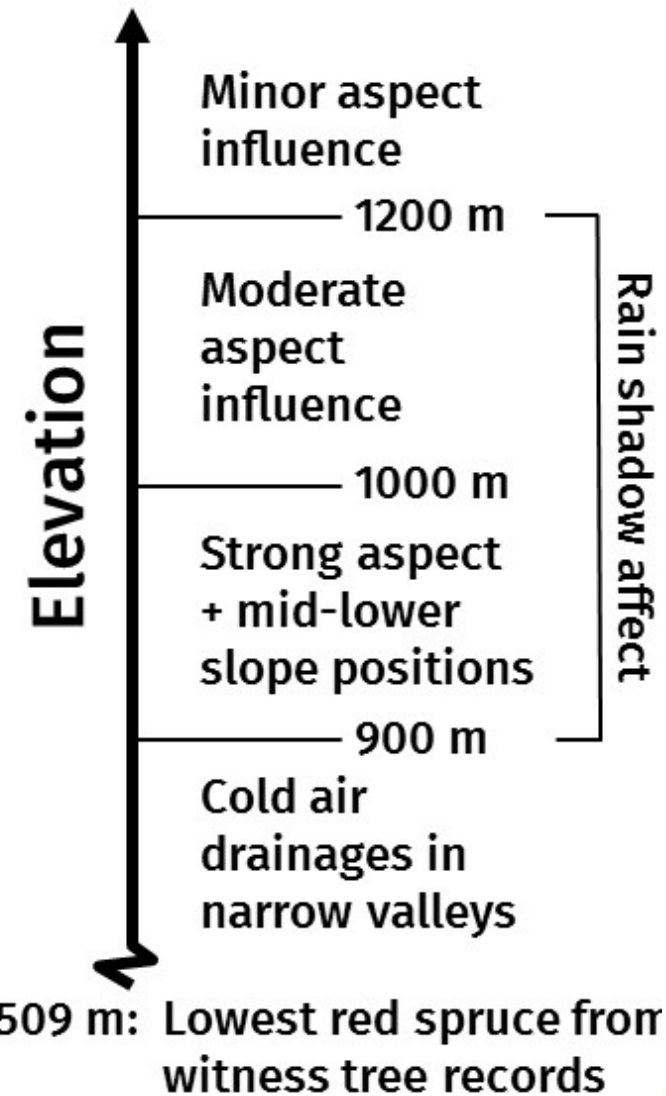 Elevation
Minor aspect
influence
1200 m
Moderate
aspect
influence
1000 m
Strong aspect
+ mid-lower
slope positions
900 m
Cold air
drainages in
narrow valleys
Rain shadow affect
509 m: Lowest red spruce from
witness tree records